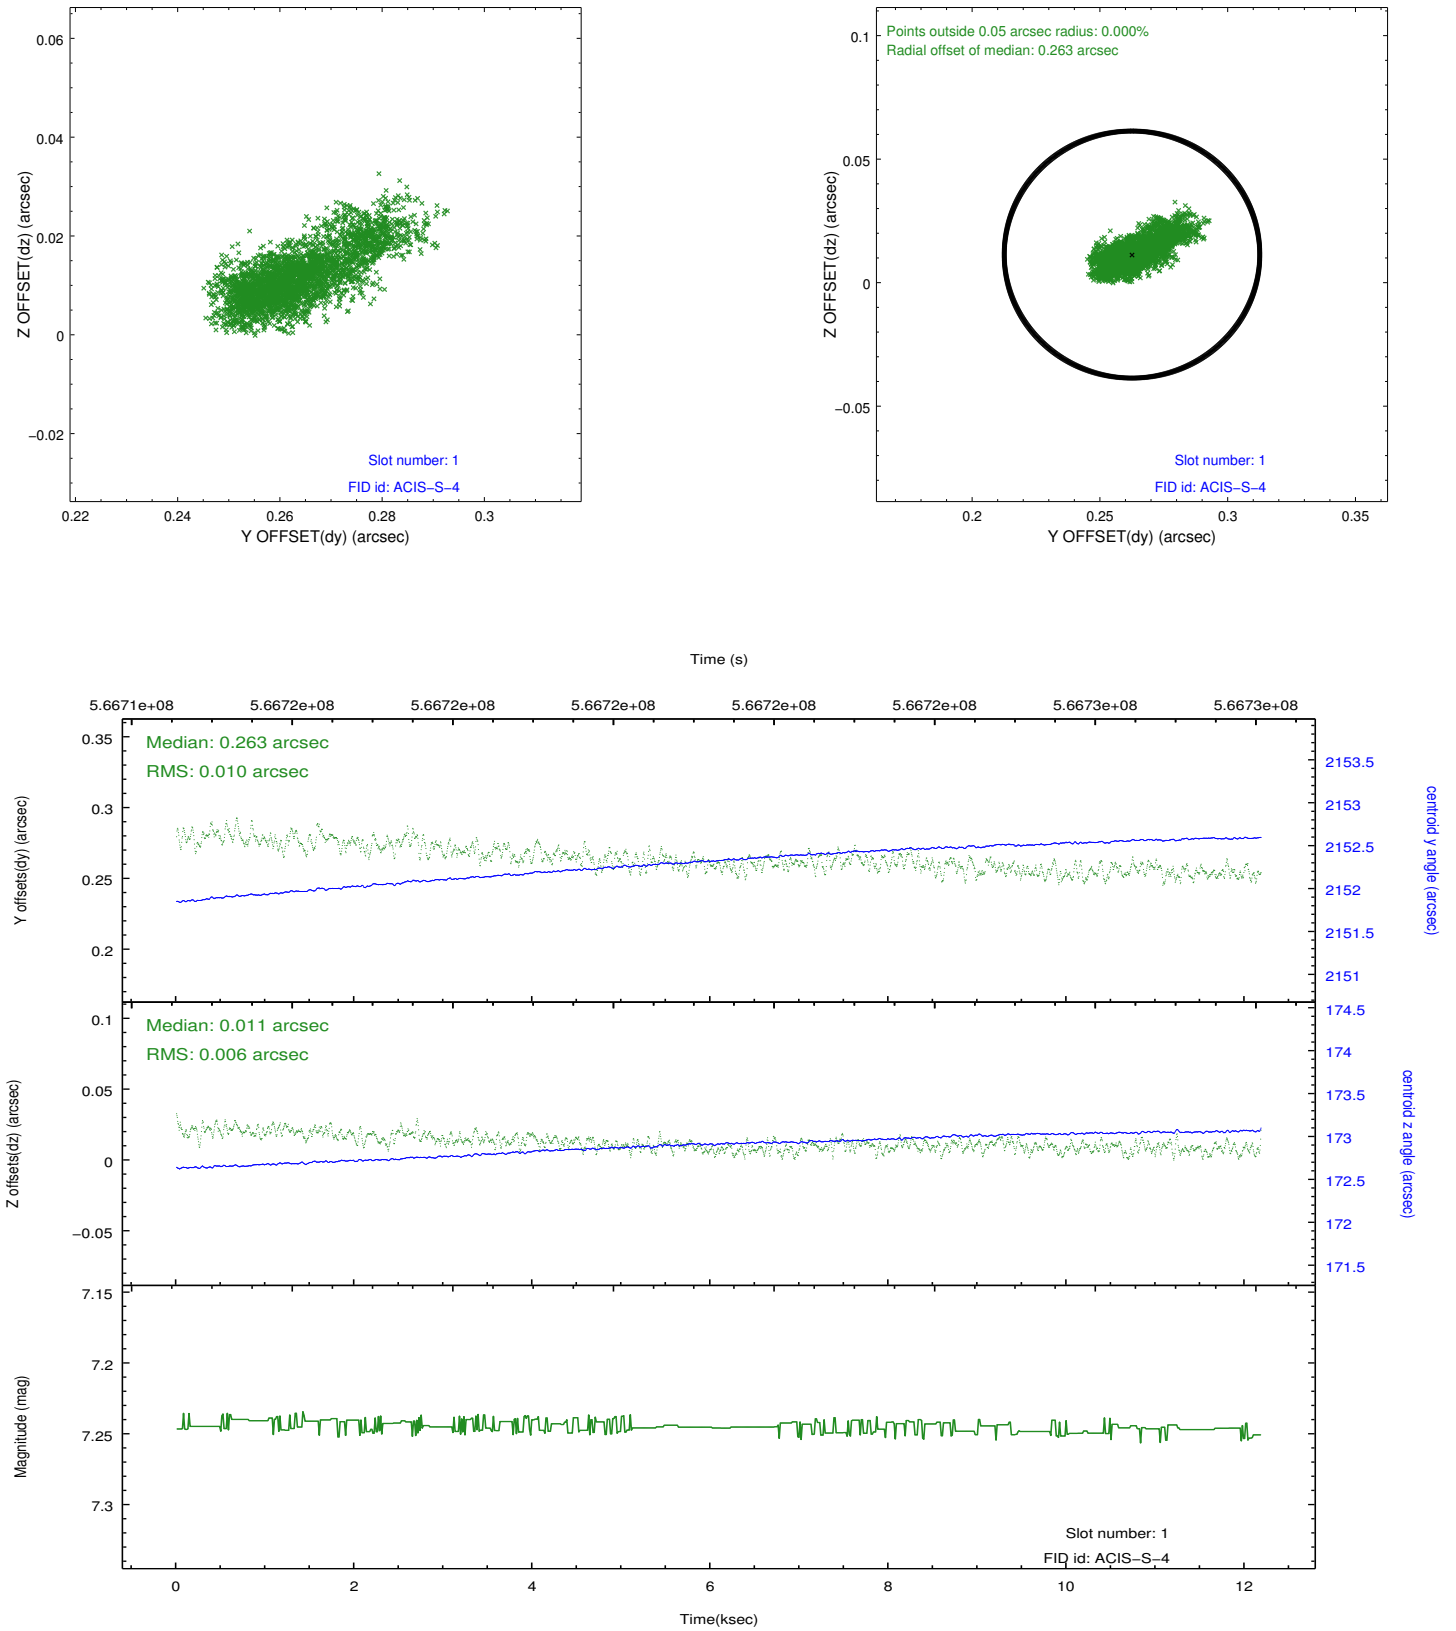 0.06
0.04
0.02
0
−0.02
Z OFFSET(dz) (arcsec)
Slot number: 1
FID id: ACIS−S−4
0.22
0.24
0.26
0.28
0.3
Y OFFSET(dy) (arcsec)
Points outside 0.05 arcsec radius: 0.000%
Radial offset of median: 0.263 arcsec
0.1
0.05
0
−0.05
Z OFFSET(dz) (arcsec)
Slot number: 1
FID id: ACIS−S−4
0.2
0.25
0.3
0.35
Y OFFSET(dy) (arcsec)
Time (s)
5.6671e+08
5.6672e+08
5.6672e+08
5.6672e+08
5.6672e+08
5.6672e+08
5.6673e+08
5.6673e+08
Median: 0.263 arcsec
RMS: 0.010 arcsec
0.35
0.3
0.25
0.2
Y offsets(dy) (arcsec)
2153.5
2153
2152.5
2152
2151.5
2151
centroid y angle (arcsec)
Median: 0.011 arcsec
RMS: 0.006 arcsec
0.1
0.05
0
−0.05
Z offsets(dz) (arcsec)
174.5
174
173.5
173
172.5
172
171.5
centroid z angle (arcsec)
7.15
7.2
7.25
7.3
Magnitude (mag)
Slot number: 1
FID id: ACIS−S−4
0
2
4
6
8
10
12
Time(ksec)